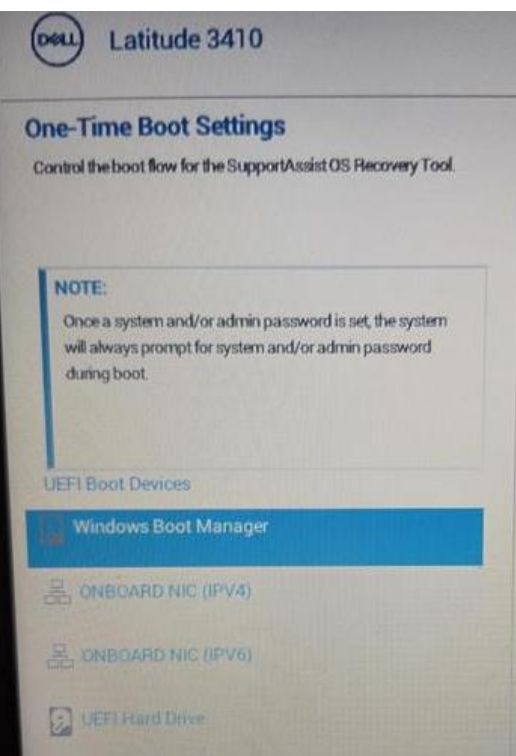 DELL
Latitude 3410
One-Time Boot Settings
Control the boot flow for the SupportAssist OS Recovery Tool.
NOTE:
Once a system and/or admin password is set, the system
will always prompt for system and/or admin password
during boot.
UEFI Boot Devices
Windows Boot Manager
ONBOARD NIC (IPV4)
ONBOARD NIC (IPV6)
UEFI Hard Drive